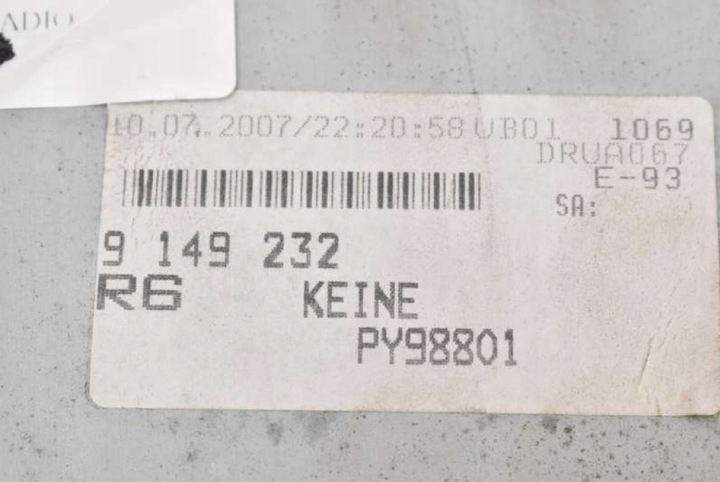 ADIO
10.07.2007/22:20:58 UB01 1069
DRUA067
E-93
SA:
9 149 232
R6 KEINE
PY98801